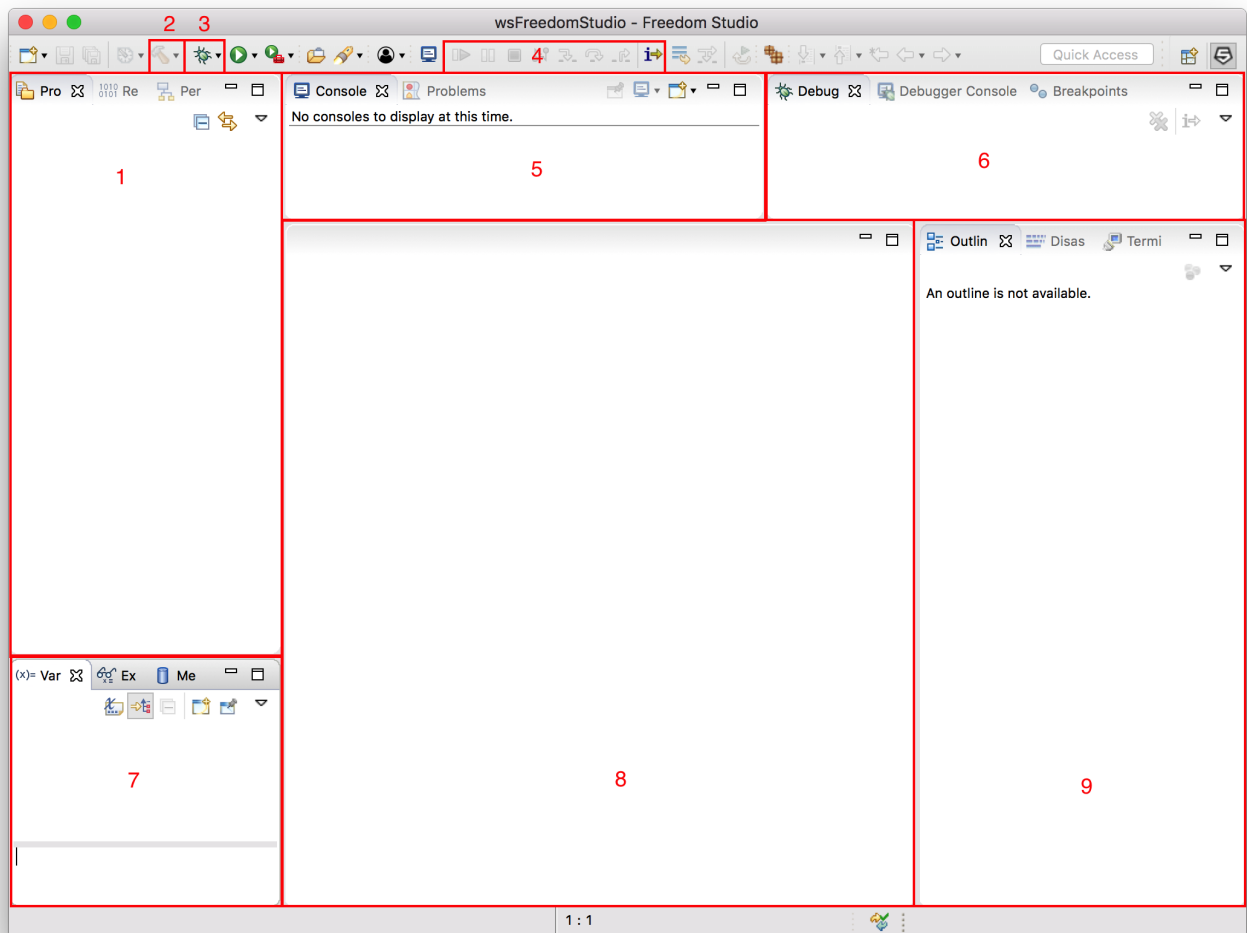 wsFreedomStudio - Freedom Studio
2 3
4
Quick Access
Pro
1010
0101
Re
Per
Console
Problems
Debug
Debugger Console
Breakpoints
No consoles to display at this time.
1
5
6
Outlin
Disas
Termi
An outline is not available.
(x)= Var
Ex
Me
7
8
9
1 : 1